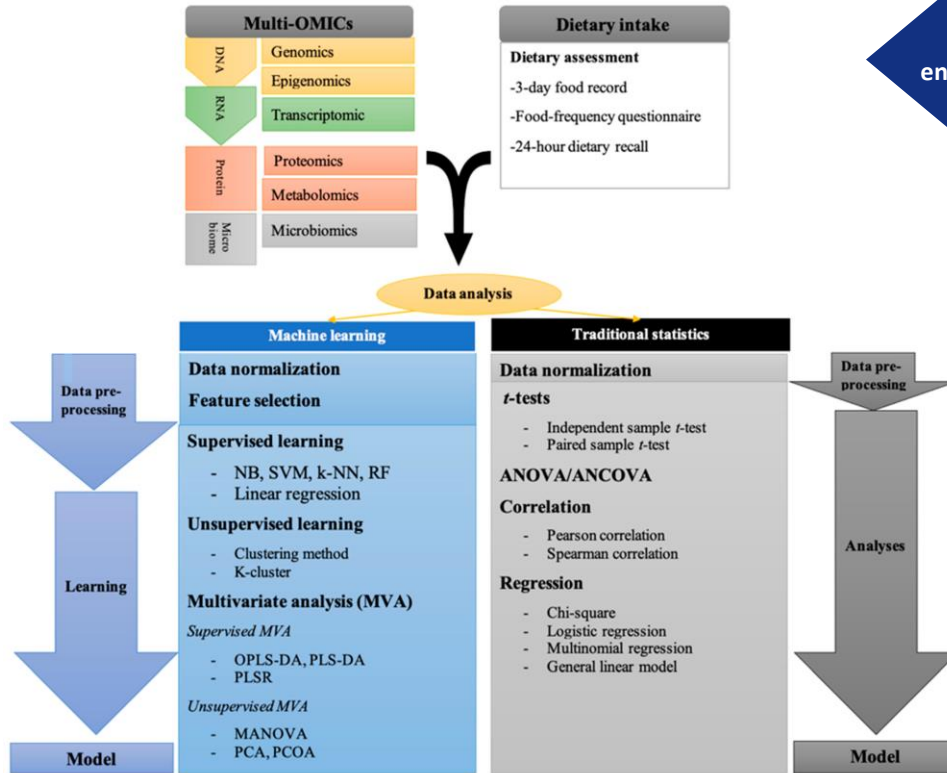 Multi-OMICs
DNA
Genomics
Epigenomics
RNA
Transcriptomic
Protein
Proteomics
Metabolomics
Micro
biome
Microbiomics
Dietary intake
Dietary assessment
-3-day food record
-Food-frequency questionnaire
-24-hour dietary recall
en
Data analysis
Data pre-
processing
Learning
Model
Machine learning
Data normalization
Feature selection
Supervised learning
- NB, SVM, k-NN, RF
- Linear regression
Unsupervised learning
- Clustering method
- K-cluster
Multivariate analysis (MVA)
Supervised MVA
- OPLS-DA, PLS-DA
- PLSR
Unsupervised MVA
- MANOVA
- PCA, PCOA
Traditional statistics
Data normalization
t-tests
- Independent sample t-test
- Paired sample t-test
ANOVA/ANCOVA
Correlation
- Pearson correlation
- Spearman correlation
Regression
- Chi-square
- Logistic regression
- Multinomial regression
- General linear model
Data pre-
processing
Analyses
Model